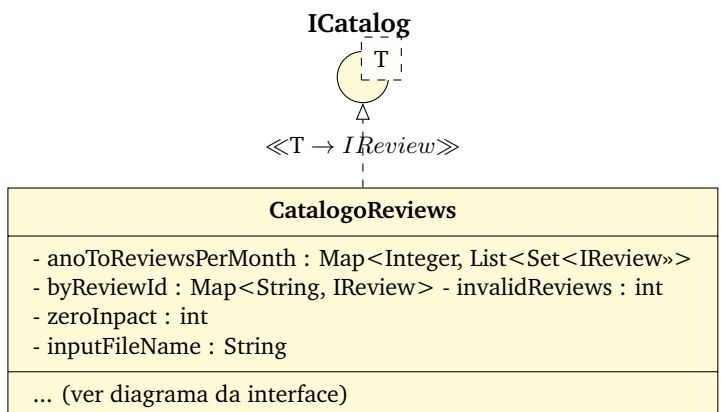 ICatalog
T
≪T → IReview≫
CatalogoReviews
- anoToReviewsPerMonth : Map<Integer, List<Set<IReview»>
- byReviewId : Map<String, IReview> - invalidReviews : int
- zeroInpact : int
- inputFileName : String
... (ver diagrama da interface)